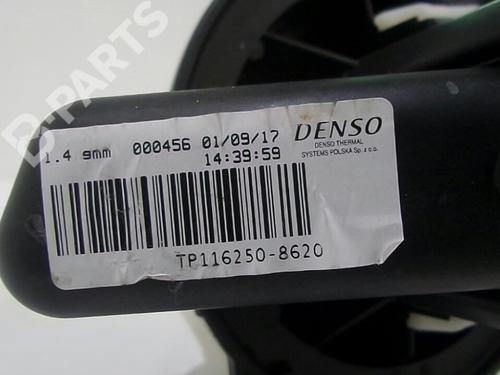 D-PARTS
1.4 9mm 000456 01/09/17
14:39:59
DENSO
DENSO THERMAL
SYSTEMS POLSKA Sp. z o.o.
TP116250-8620